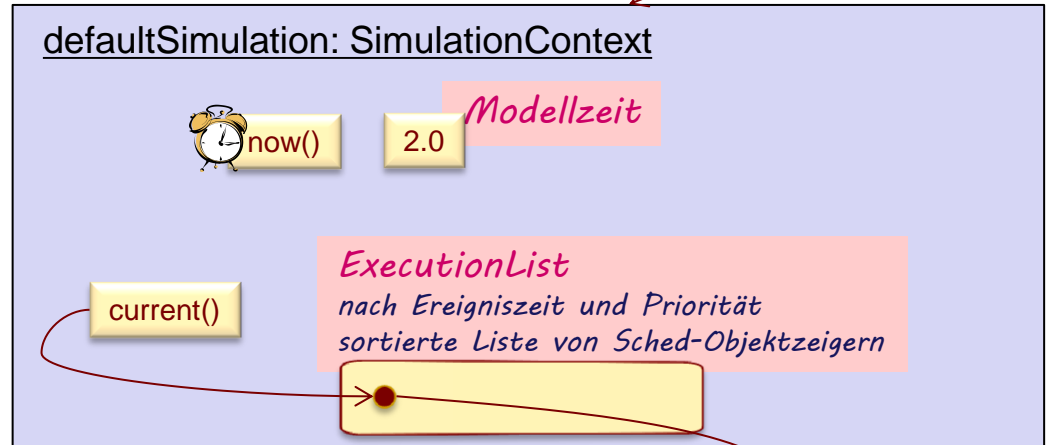 defaultSimulation: SimulationContext
Modellzeit
now()
2.0
ExecutionList
nach Ereigniszeit und Priorität
sortierte Liste von Sched-Objektzeigern
current()